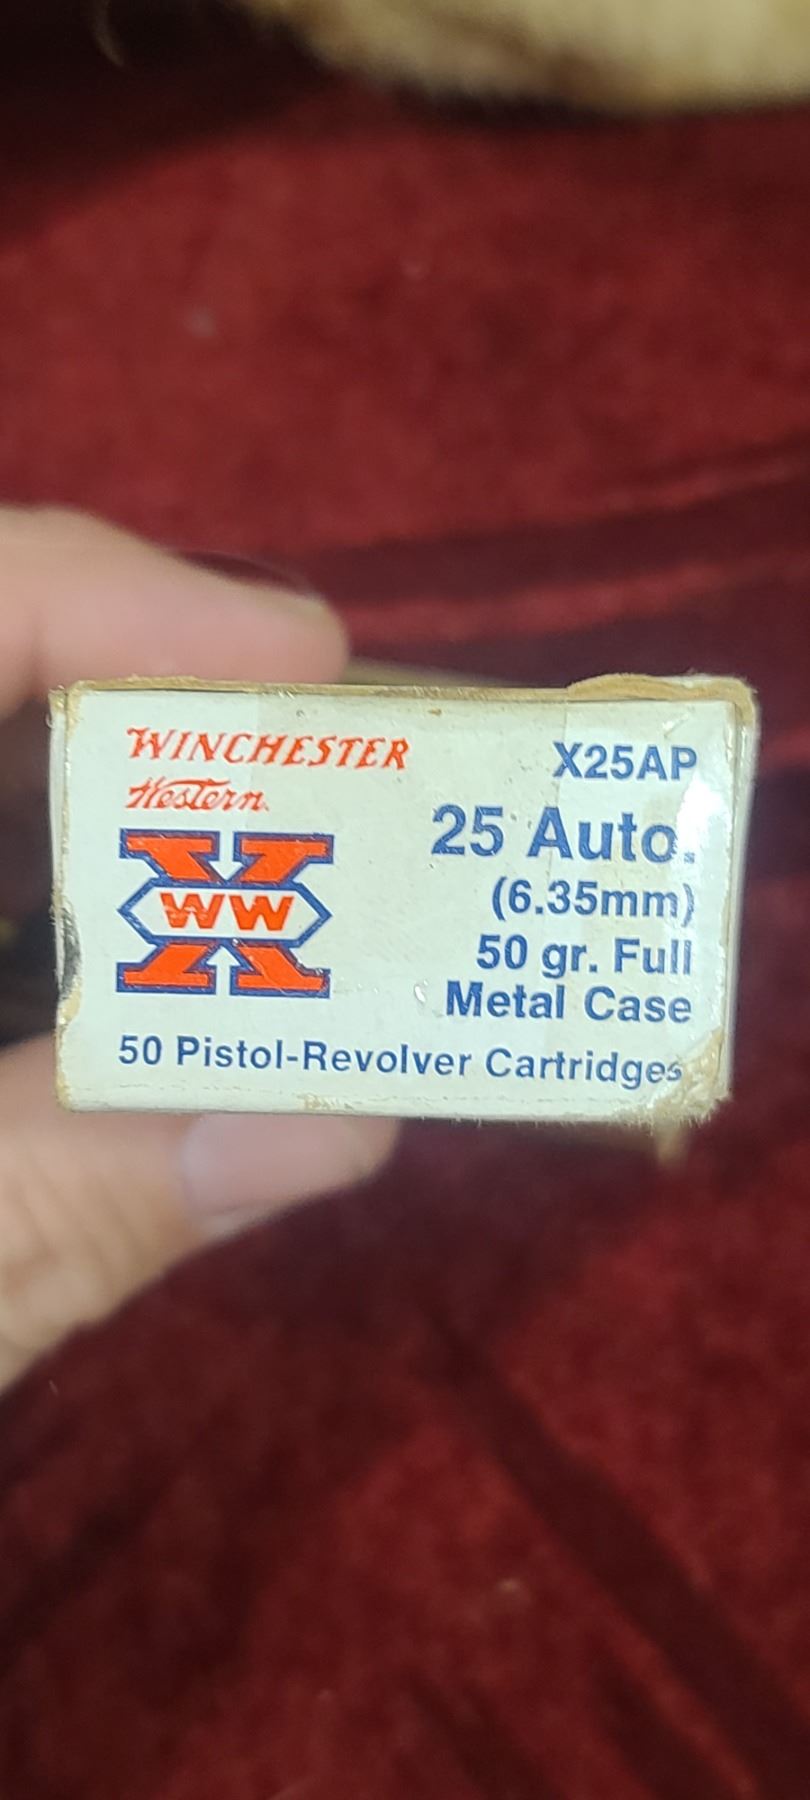 WINCHESTER
Western
WW
X25AP
25 Auto.
(6.35mm)
50 gr. Full
Metal Case
50 Pistol-Revolver Cartridges